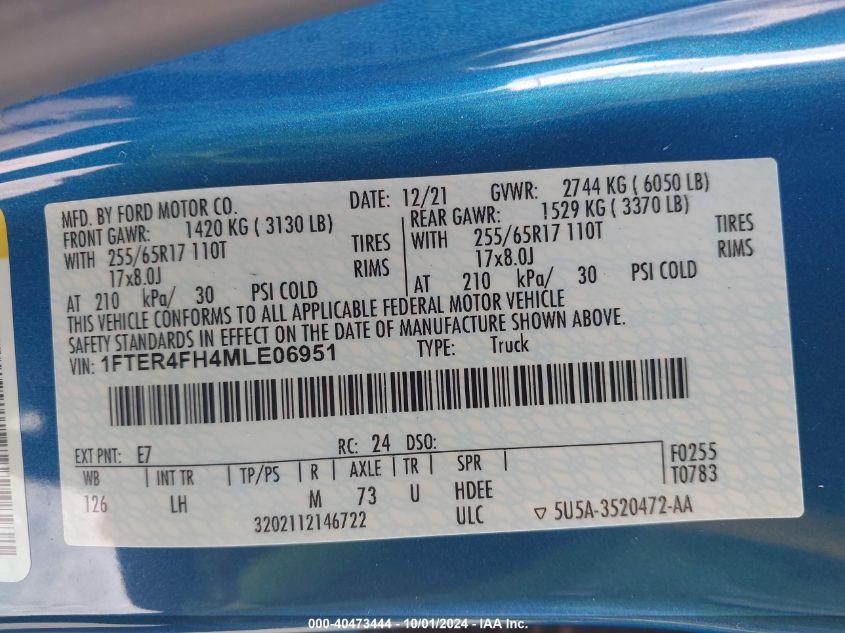 MFD. BY FORD MOTOR CO. DATE: 12/21 GVWR: 2744 KG ( 6050 LB)
FRONT GAWR: 1420 KG ( 3130 LB) REAR GAWR: 1529 KG ( 3370 LB)
WITH 255/65R17 110T TIRES WITH 255/65R17 110T TIRES
17x8.0J RIMS 17x8.0J RIMS
AT 210 kPa/ 30 PSI COLD AT 210 kPa/ 30 PSI COLD
THIS VEHICLE CONFORMS TO ALL APPLICABLE FEDERAL MOTOR VEHICLE
SAFETY STANDARDS IN EFFECT ON THE DATE OF MANUFACTURE SHOWN ABOVE.
VIN: 1FTER4FH4MLE06951 TYPE: Truck
EXT PNT: E7 RC: 24 DSO:
WB INT TR TP/PS R AXLE TR SPR F0255
126 LH M 73 U HDEE T0783
3202112146722 ULC ▽ 5U5A-3520472-AA
000-40473444 - 10/01/2024 - IAA Inc.